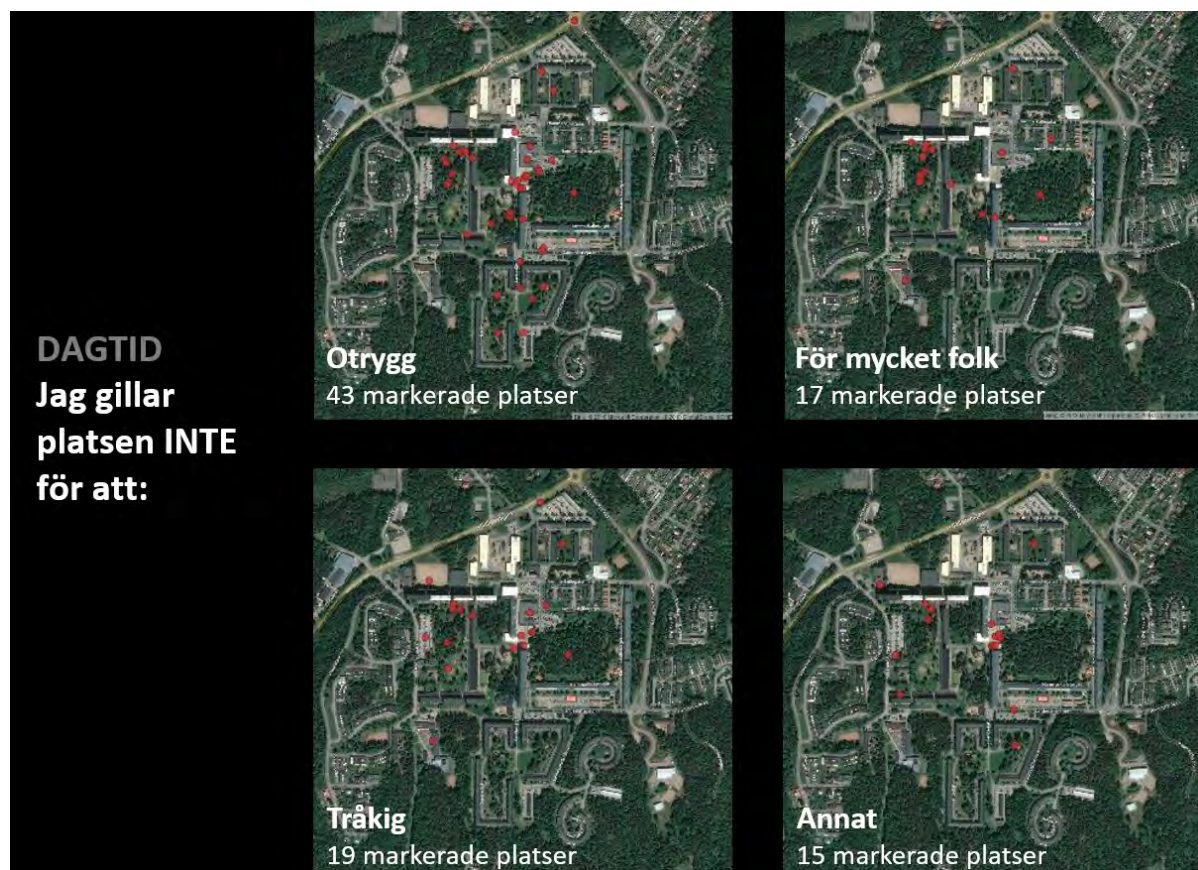 DAGTID
Jag gillar
platsen INTE
för att:
Otrygg
43 markerade platser
För mycket folk
17 markerade platser
Tråkig
19 markerade platser
Annat
15 markerade platser